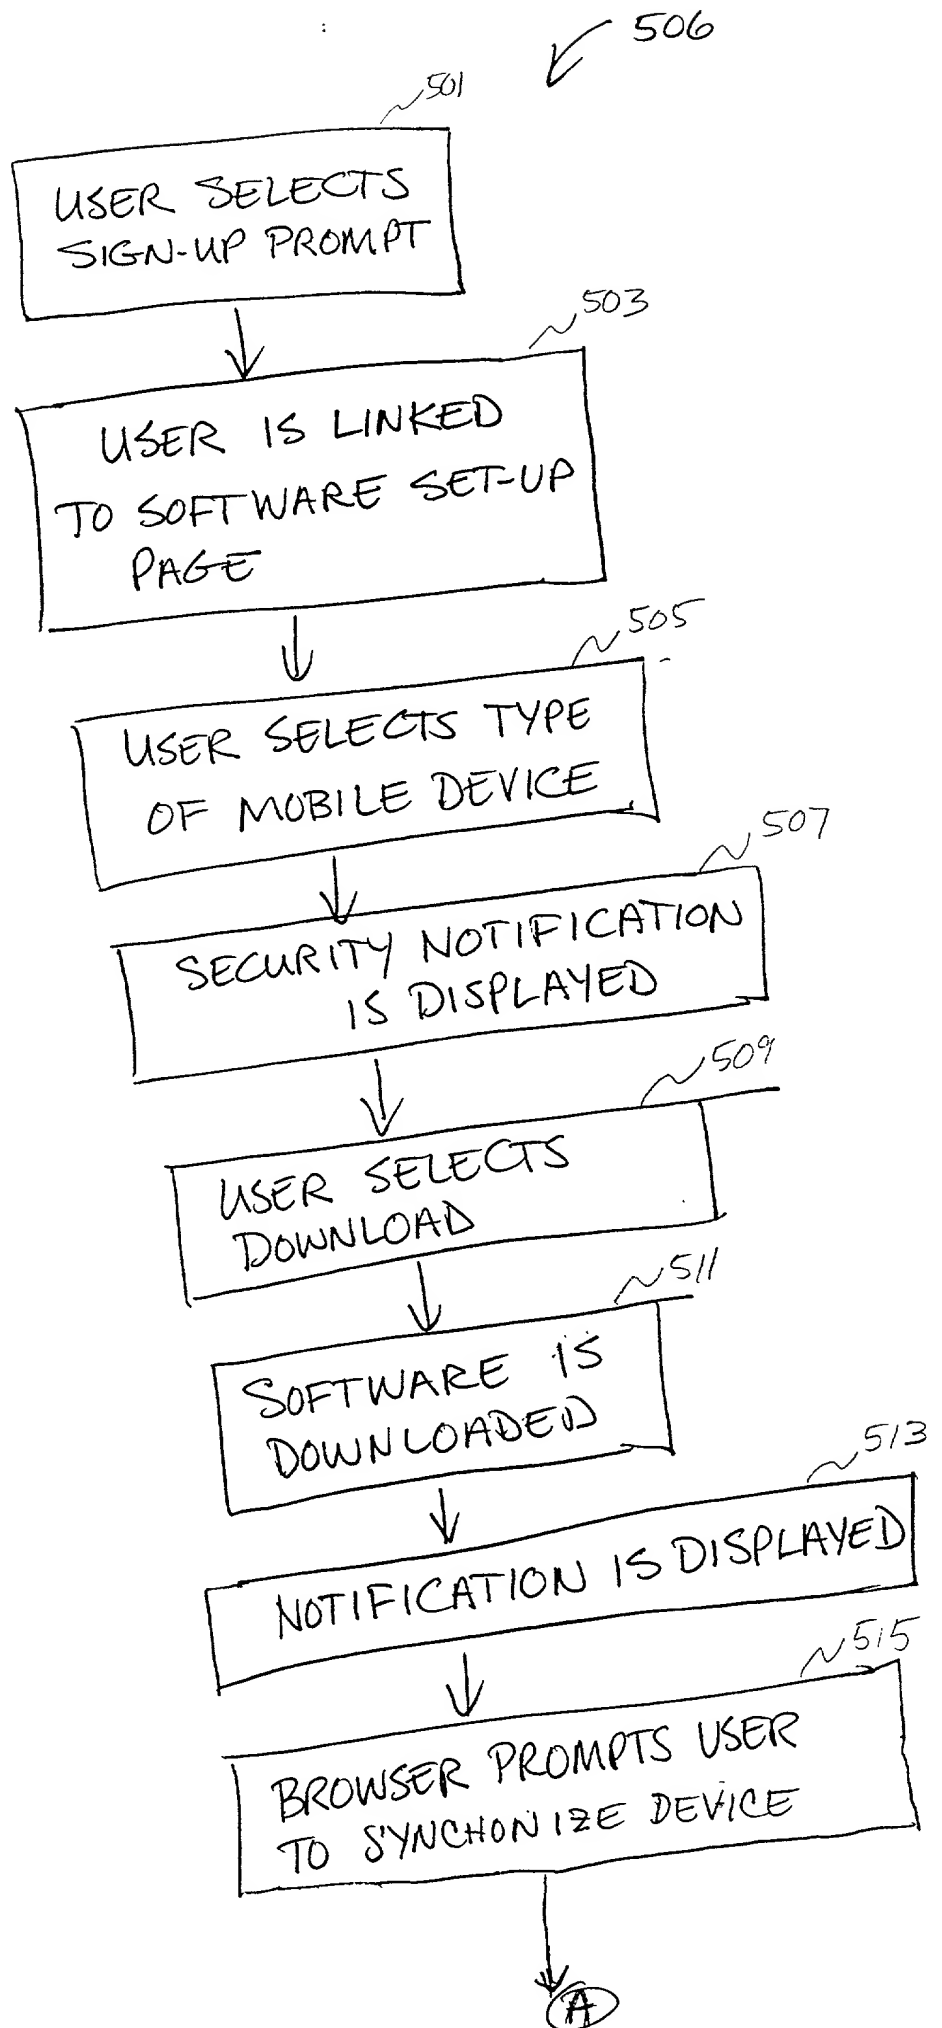 506
501
USER SELECTS
SIGN-UP PROMPT
503
USER IS LINKED
TO SOFTWARE SET-UP
PAGE
505
USER SELECTS TYPE
OF MOBILE DEVICE
507
SECURITY NOTIFICATION
IS DISPLAYED
509
USER SELECTS
DOWNLOAD
511
SOFTWARE IS
DOWNLOADED
513
NOTIFICATION IS DISPLAYED
515
BROWSER PROMPTS USER
TO SYNCHONIZE DEVICE
A